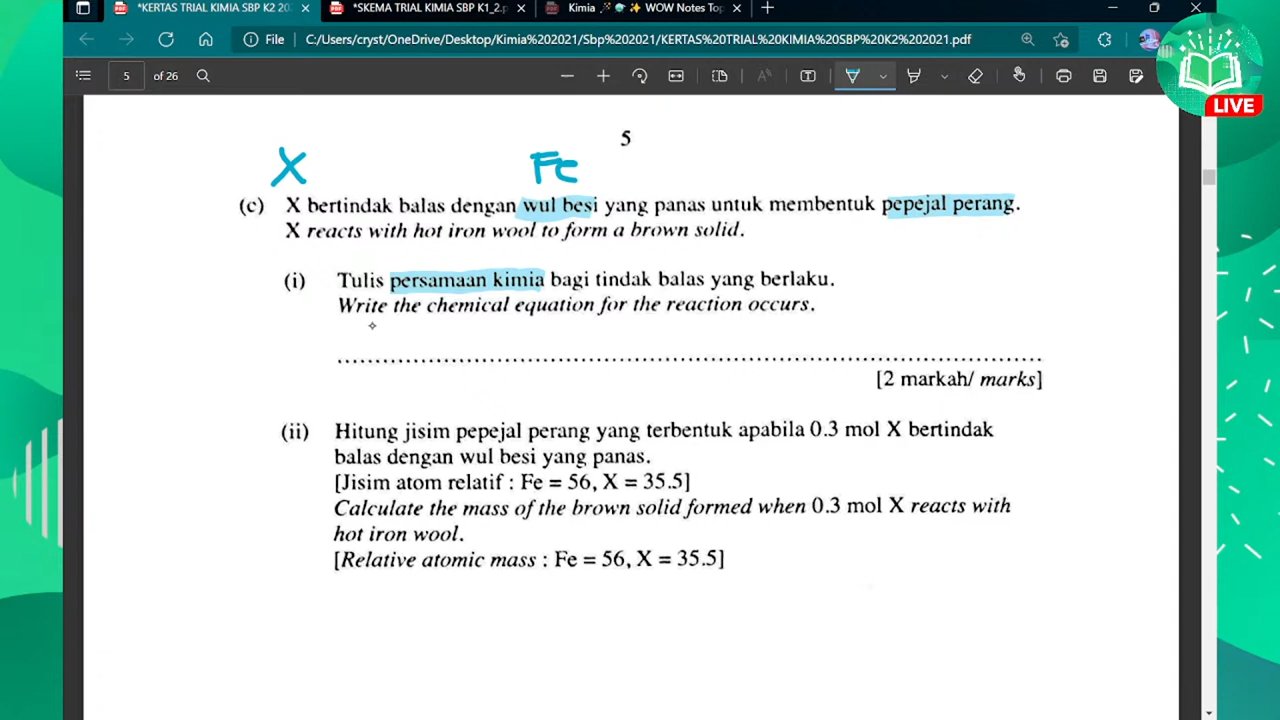 *KERTAS TRIAL KIMIA SBP K2 202
*SKEMA TRIAL KIMIA SBP K1_2.p
Kimia 🪄🌏✨ WOW Notes Top
File
C:/Users/cryst/OneDrive/Desktop/Kimia%202021/Sbp%202021/KERTAS%20TRIAL%20KIMIA%20SBP%20K2%202021.pdf
5 of 26
LIVE
5
X Fe
(c) X bertindak balas dengan wul besi yang panas untuk membentuk pepejal perang.
X reacts with hot iron wool to form a brown solid.
(i) Tulis persamaan kimia bagi tindak balas yang berlaku.
Write the chemical equation for the reaction occurs.
[2 markah/ marks]
(ii) Hitung jisim pepejal perang yang terbentuk apabila 0.3 mol X bertindak
balas dengan wul besi yang panas.
[Jisim atom relatif : Fe = 56, X = 35.5]
Calculate the mass of the brown solid formed when 0.3 mol X reacts with
hot iron wool.
[Relative atomic mass : Fe = 56, X = 35.5]